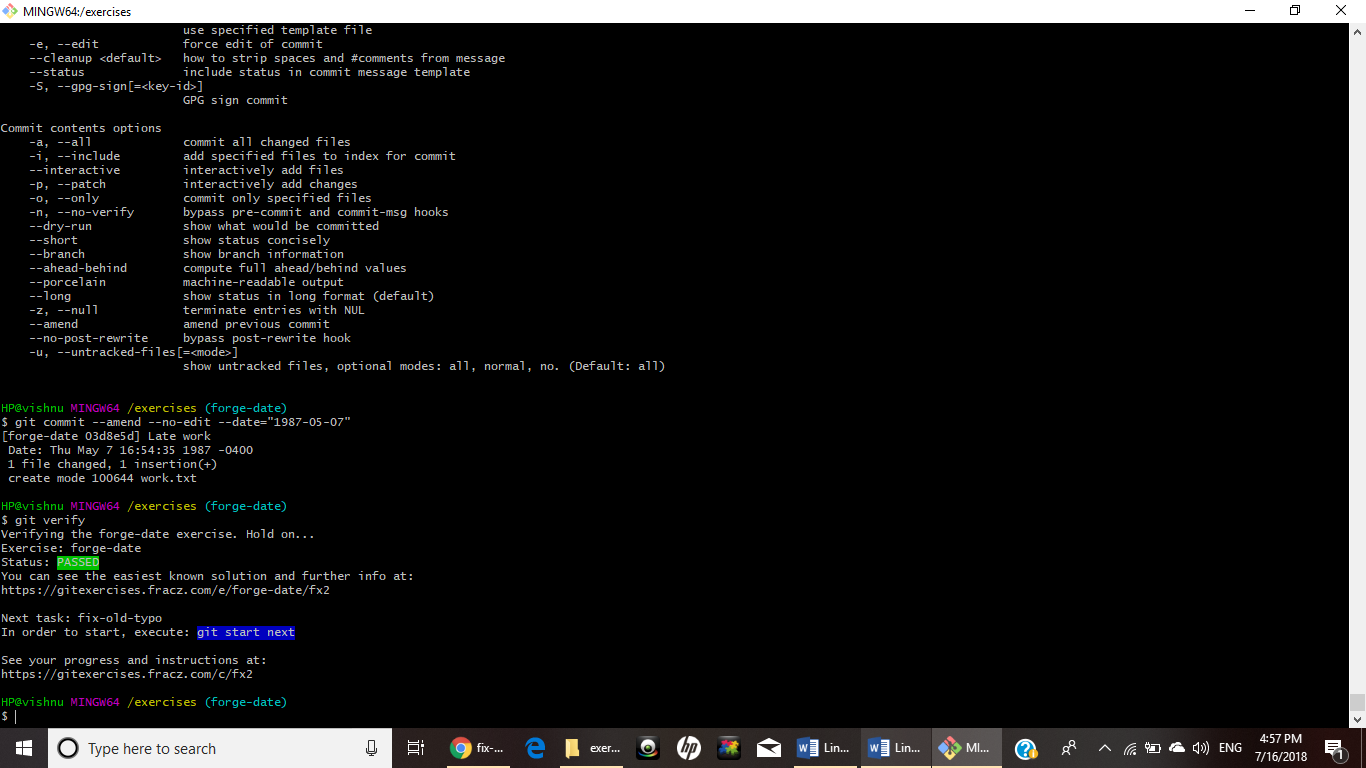 MINGW64:/exercises
use specified template file
-e, --edit force edit of commit
--cleanup <default> how to strip spaces and #comments from message
--status include status in commit message template
-S, --gpg-sign[=<key-id>]
GPG sign commit
Commit contents options
-a, --all commit all changed files
-i, --include add specified files to index for commit
--interactive interactively add files
-p, --patch interactively add changes
-o, --only commit only specified files
-n, --no-verify bypass pre-commit and commit-msg hooks
--dry-run show what would be committed
--short show status concisely
--branch show branch information
--ahead-behind compute full ahead/behind values
--porcelain machine-readable output
--long show status in long format (default)
-z, --null terminate entries with NUL
--amend amend previous commit
--no-post-rewrite bypass post-rewrite hook
-u, --untracked-files[=<mode>]
show untracked files, optional modes: all, normal, no. (Default: all)
HP@vishnu MINGW64 /exercises (forge-date)
$ git commit --amend --no-edit --date="1987-05-07"
[forge-date 03d8e5d] Late work
Date: Thu May 7 16:54:35 1987 -0400
1 file changed, 1 insertion(+)
create mode 100644 work.txt
HP@vishnu MINGW64 /exercises (forge-date)
$ git verify
Verifying the forge-date exercise. Hold on...
Exercise: forge-date
Status: PASSED
You can see the easiest known solution and further info at:
https://gitexercises.fracz.com/e/forge-date/fx2
Next task: fix-old-typo
In order to start, execute: git start next
See your progress and instructions at:
https://gitexercises.fracz.com/c/fx2
HP@vishnu MINGW64 /exercises (forge-date)
$
Type here to search fix-... exer... hp Lin... Lin... MI... ENG 4:57 PM
7/16/2018 1